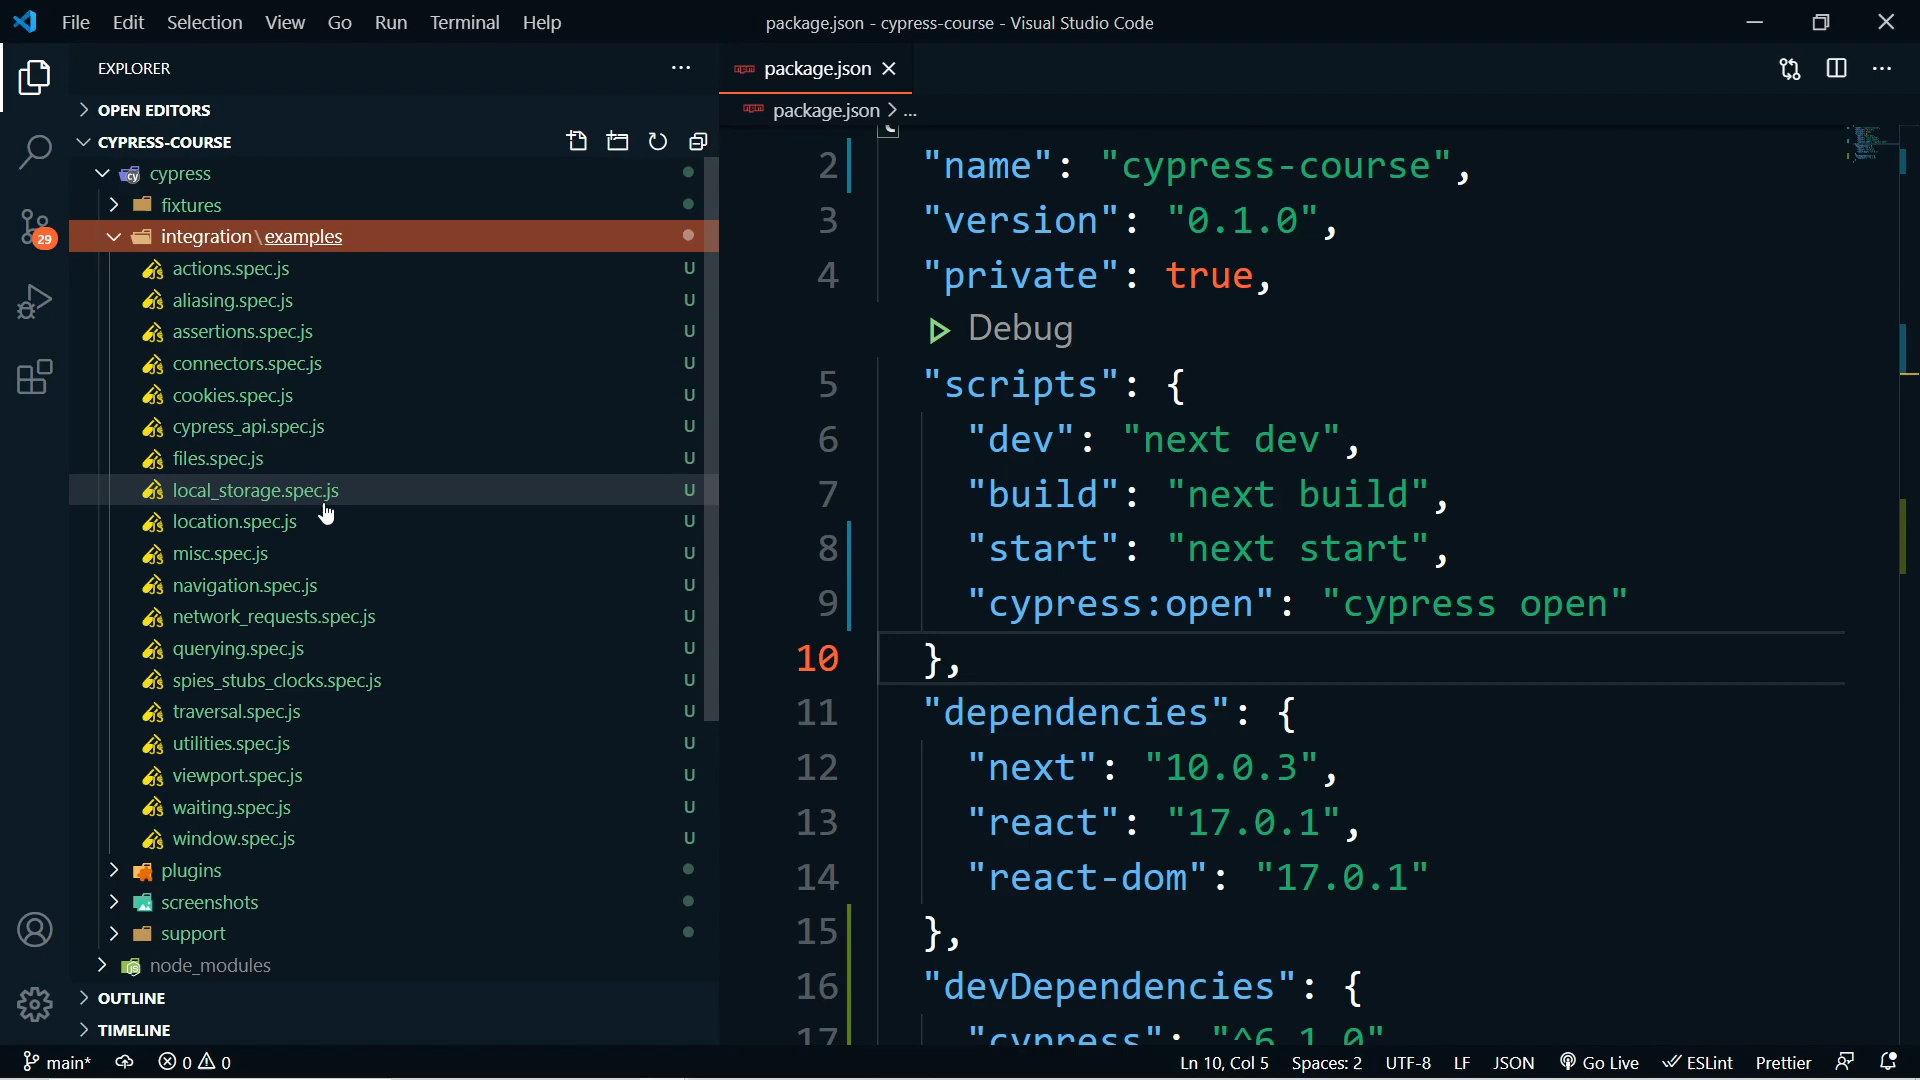 File Edit Selection View Go Run Terminal Help
package.json - cypress-course - Visual Studio Code
EXPLORER
OPEN EDITORS
CYPRESS-COURSE
cypress
fixtures
integration \ examples
actions.spec.js U
aliasing.spec.js U
assertions.spec.js U
connectors.spec.js U
cookies.spec.js U
cypress_api.spec.js U
files.spec.js U
local_storage.spec.js U
location.spec.js U
misc.spec.js U
navigation.spec.js U
network_requests.spec.js U
querying.spec.js U
spies_stubs_clocks.spec.js U
traversal.spec.js U
utilities.spec.js U
viewport.spec.js U
waiting.spec.js U
window.spec.js U
plugins
screenshots
support
node_modules
OUTLINE
TIMELINE
29
package.json
package.json > ...
2 "name": "cypress-course",
3 "version": "0.1.0",
4 "private": true,
Debug
5 "scripts": {
6 "dev": "next dev",
7 "build": "next build",
8 "start": "next start",
9 "cypress:open": "cypress open"
10 },
11 "dependencies": {
12 "next": "10.0.3",
13 "react": "17.0.1",
14 "react-dom": "17.0.1"
15 },
16 "devDependencies": {
17 "cypress": "^6.1.0"
main* 0 0
Ln 10, Col 5 Spaces: 2 UTF-8 LF JSON Go Live ESLint Prettier